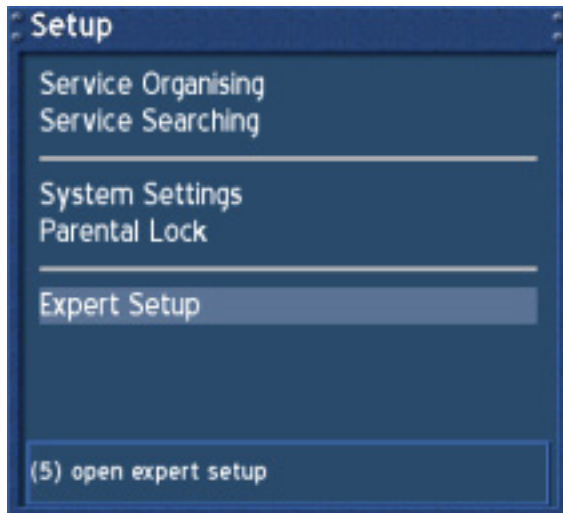 Setup
Service Organising
Service Searching
System Settings
Parental Lock
Expert Setup
(5) open expert setup